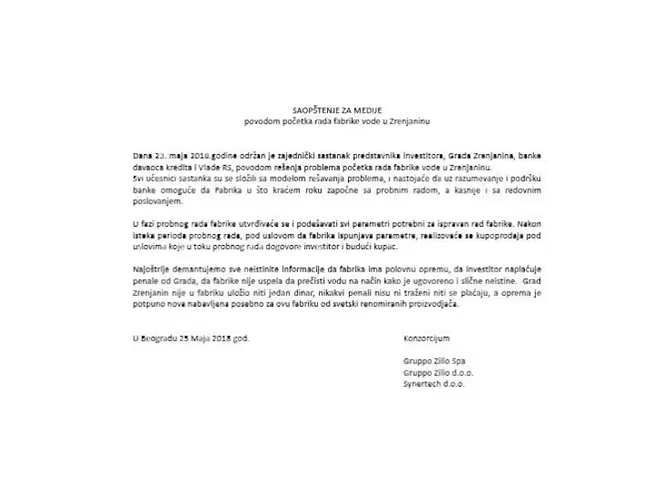 SAOPŠTENJE ZA MEDIJE
povodom početka rada fabrike vode u Zrenjaninu
Dana 23. maja 2018.godine održan je zajednički sastanak predstavnika investitora, Grada Zrenjanina, banke
davaoca kredita i Vlade RS, povodom rešenja problema početka rada fabrike vode u Zrenjaninu.
Svi učesnici sastanka su se složili sa modelom rešavanja problema, i nastojaće da uz razumevanje i podršku
banke omoguće da Fabrika u što kraćem roku započne sa probnim radom, a kasnije i sa redovnim
poslovanjem.
U fazi probnog rada fabrike utvrđivaće se i podešavati svi parametri potrebni za ispravan rad fabrike. Nakon
isteka perioda probnog rada, pod uslovom da fabrika ispunjava parametre, realizovaće se kupoprodaja pod
uslovima koje u toku probnog rada dogovore investitor i budući kupac.
Najoštrije demantujemo sve neistinite informacije da fabrika ima polovnu opremu, da investitor naplaćuje
penale od Grada, da fabrike nije uspela da prečisti vodu na način kako je ugovoreno i slične neistine. Grad
Zrenjanin nije u fabriku uložio niti jedan dinar, nikakvi penali nisu ni traženi niti se plaćaju, a oprema je
potpuno nova nabavljena posebno za ovu fabriku od svetski renomiranih proizvodjača.
U Beogradu 25 Maja 2018 god.
Konzorcijum
Gruppo Zilio Spa
Gruppo Zilio d.o.o.
Synertech d.o.o.